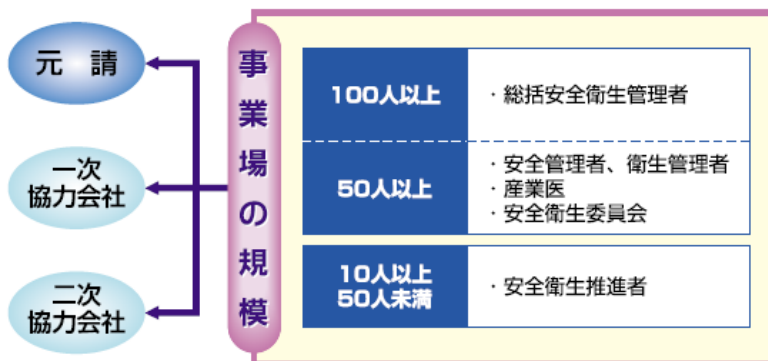 元 請
一次
協力会社
二次
協力会社
事業場の規模
100人以上
・総括安全衛生管理者
50人以上
・安全管理者、衛生管理者
・産業医
・安全衛生委員会
10人以上
50人未満
・安全衛生推進者